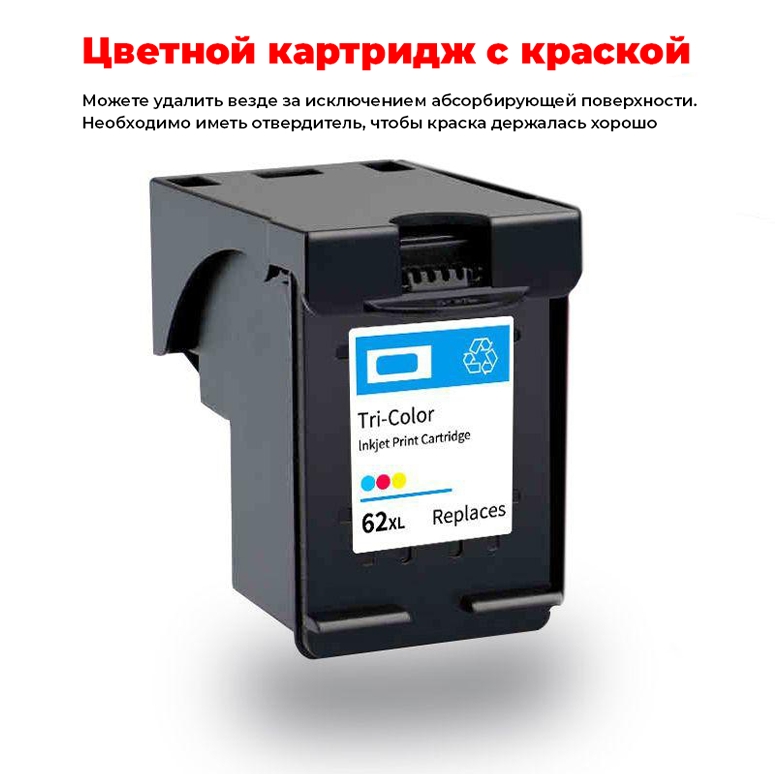 Цветной картридж с краской
Можете удалить везде за исключением абсорбирующей поверхности.
Необходимо иметь отвердитель, чтобы краска держалась хорошо
Tri-Color
Inkjet Print Cartridge
62XL Replaces